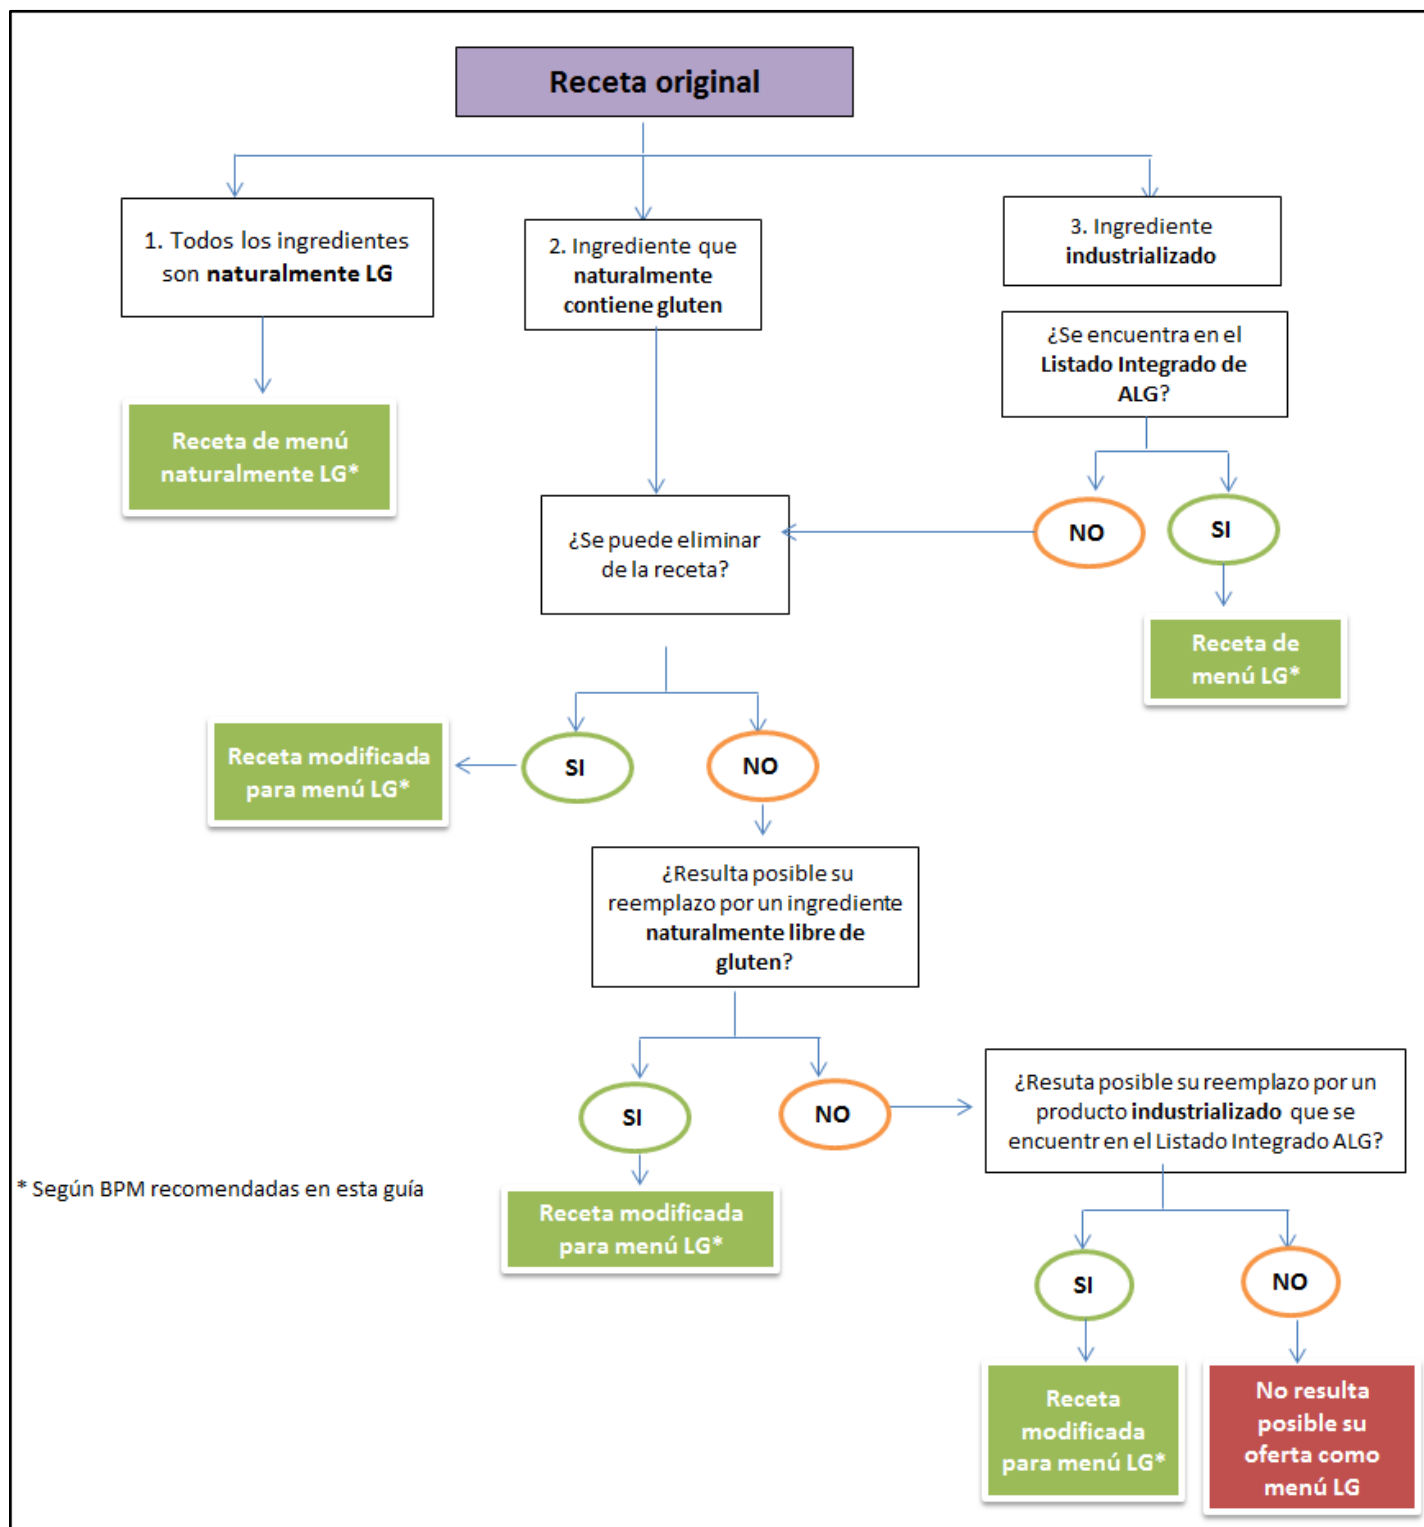 Receta original
1. Todos los ingredientes
son naturalmente LG
2. Ingrediente que
naturalmente
contiene gluten
3. Ingrediente
industrializado
¿Se encuentra en el
Listado Integrado de
ALG?
Receta de menú
naturalmente LG*
NO
SI
¿Se puede eliminar
de la receta?
Receta de
menú LG*
Receta modificada
para menú LG*
SI
NO
¿Resulta posible su
reemplazo por un ingrediente
naturalmente libre de
gluten?
SI
NO
¿Resuta posible su reemplazo por un
producto industrializado que se
encuentr en el Listado Integrado ALG?
* Según BPM recomendadas en esta guía
Receta modificada
para menú LG*
SI
NO
Receta
modificada
para menú LG*
No resulta
posible su
oferta como
menú LG